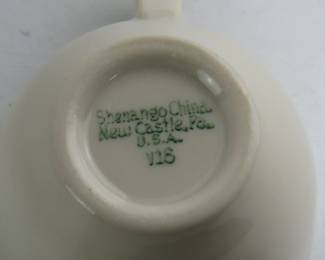 Shenango China
New Castle, Pa.
U.S.A.
V16